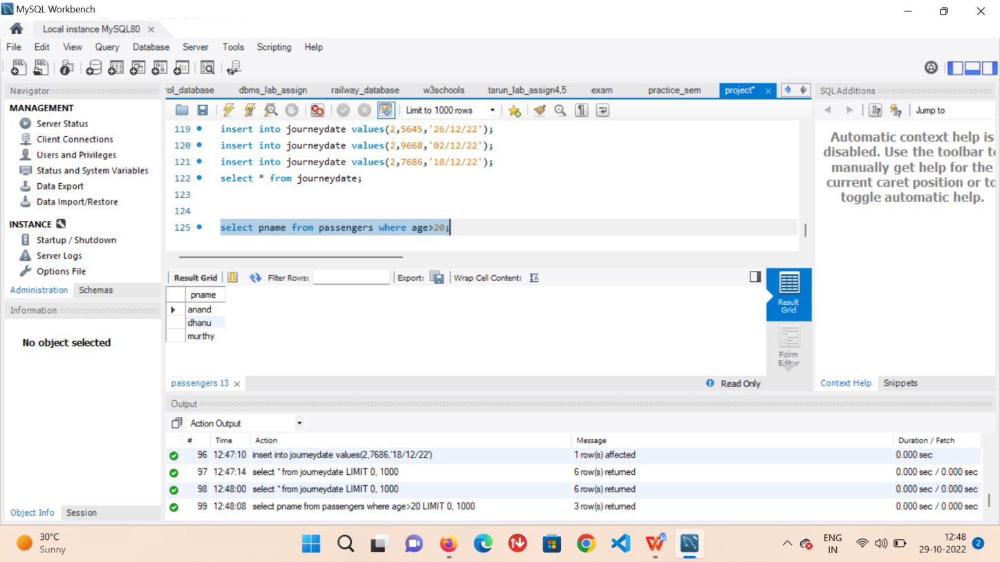 MySQL Workbench
Local instance MySQL80
File Edit View Query Database Server Tools Scripting Help
Navigator
MANAGEMENT
Server Status
Client Connections
Users and Privileges
Status and System Variables
Data Export
Data Import/Restore
INSTANCE
Startup / Shutdown
Server Logs
Options File
Administration Schemas
Information
No object selected
Object Info Session
rol_database dbms_lab_assign railway_database w3schools tarun_lab_assign4,5 exam practice_sem project*
Limit to 1000 rows
119 insert into journeydate values(2,5645,'26/12/22');
120 insert into journeydate values(2,9668,'02/12/22');
121 insert into journeydate values(2,7686,'18/12/22');
122 select * from journeydate;
123
124
125 select pname from passengers where age>20;
Result Grid Filter Rows: Export: Wrap Cell Content:
pname
anand
dhanu
murthy
Result
Grid
Form
Editor
passengers 13 Read Only
SQLAdditions
Jump to
Automatic context help is
disabled. Use the toolbar to
manually get help for the
current caret position or to
toggle automatic help.
Context Help Snippets
Output
Action Output
# Time Action Message Duration / Fetch
96 12:47:10 insert into journeydate values(2,7686,'18/12/22') 1 row(s) affected 0.000 sec
97 12:47:14 select * from journeydate LIMIT 0, 1000 6 row(s) returned 0.000 sec / 0.000 sec
98 12:48:00 select * from journeydate LIMIT 0, 1000 6 row(s) returned 0.000 sec / 0.000 sec
99 12:48:08 select pname from passengers where age>20 LIMIT 0, 1000 3 row(s) returned 0.000 sec / 0.000 sec
30°C
Sunny
ENG
IN
12:48
29-10-2022
2